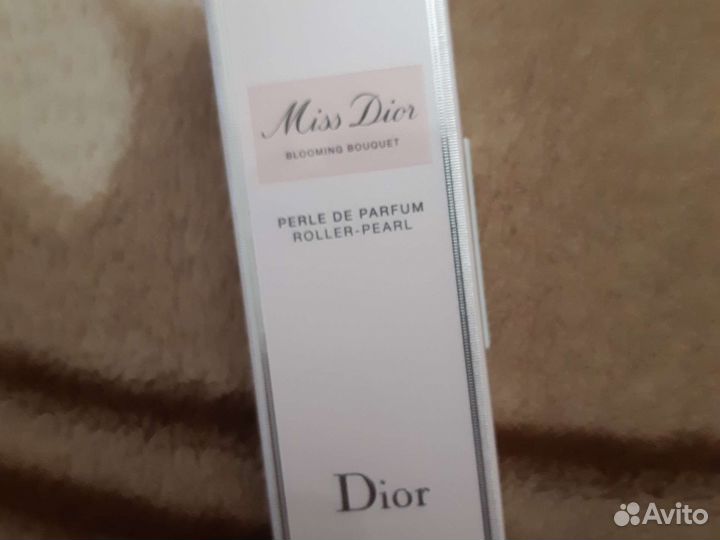 Miss Dior
BLOOMING BOUQUET
PERLE DE PARFUM
ROLLER-PEARL
Dior
Avito